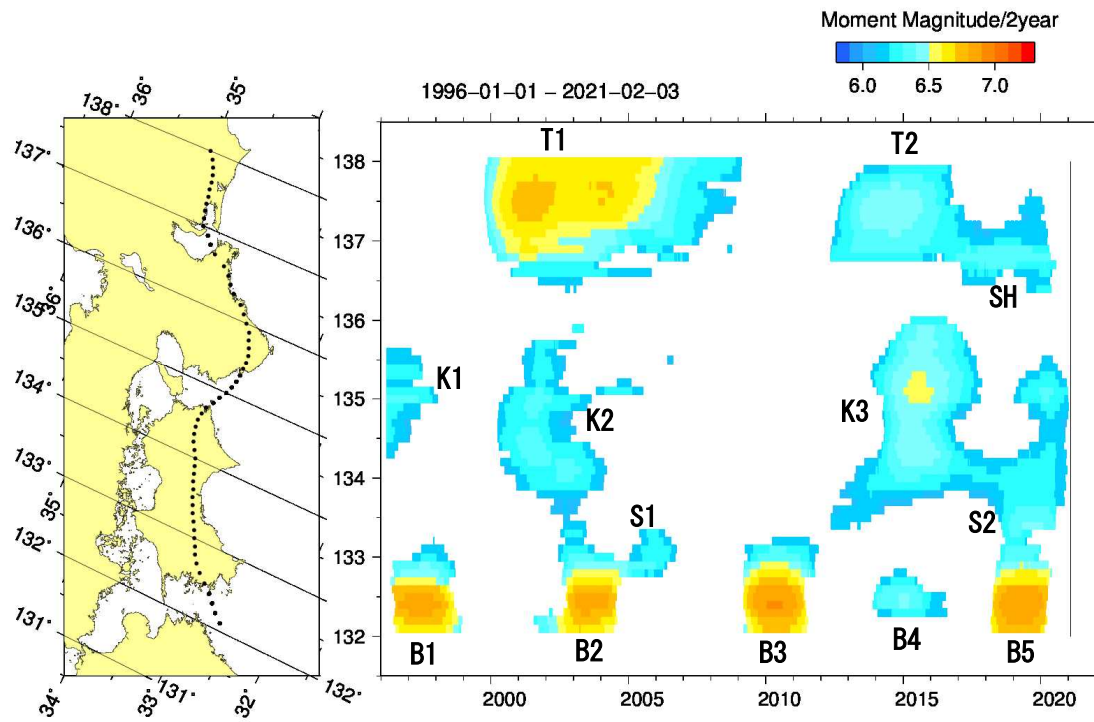 Moment Magnitude/2year
6.0 6.5 7.0
1996-01-01 - 2021-02-03
36° 35°
138°
137°
136°
36°
135°
134°
133°
35°
132°
131°
34° 33° 131° 32° 132°
T1 T2
138
137
SH
136
K1
135
K2 K3
134
S1 S2
133
132
B1 B2 B3 B4 B5
2000 2005 2010 2015 2020